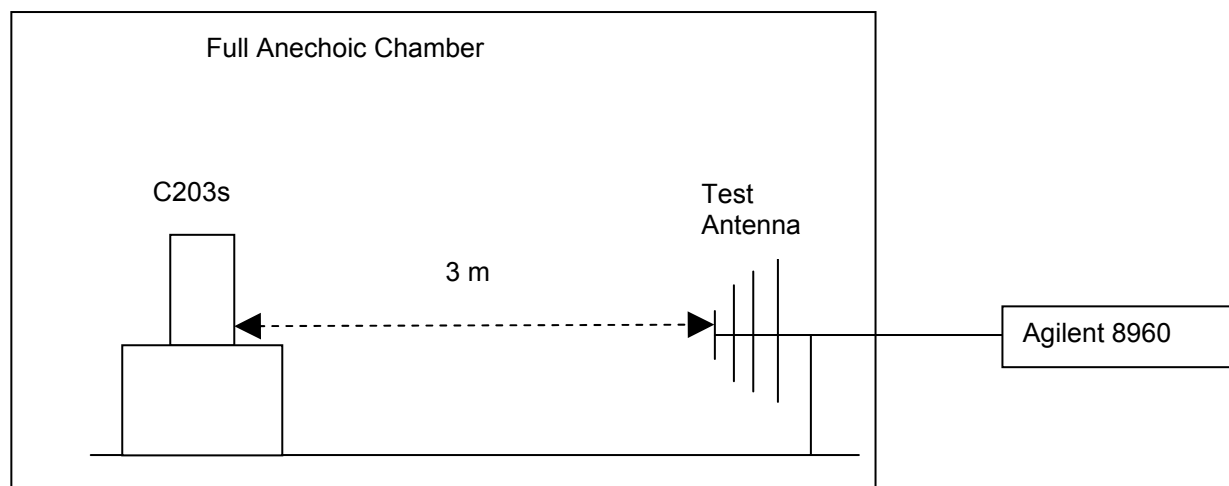 Full Anechoic Chamber
C203s
Test
Antenna
3 m
Agilent 8960